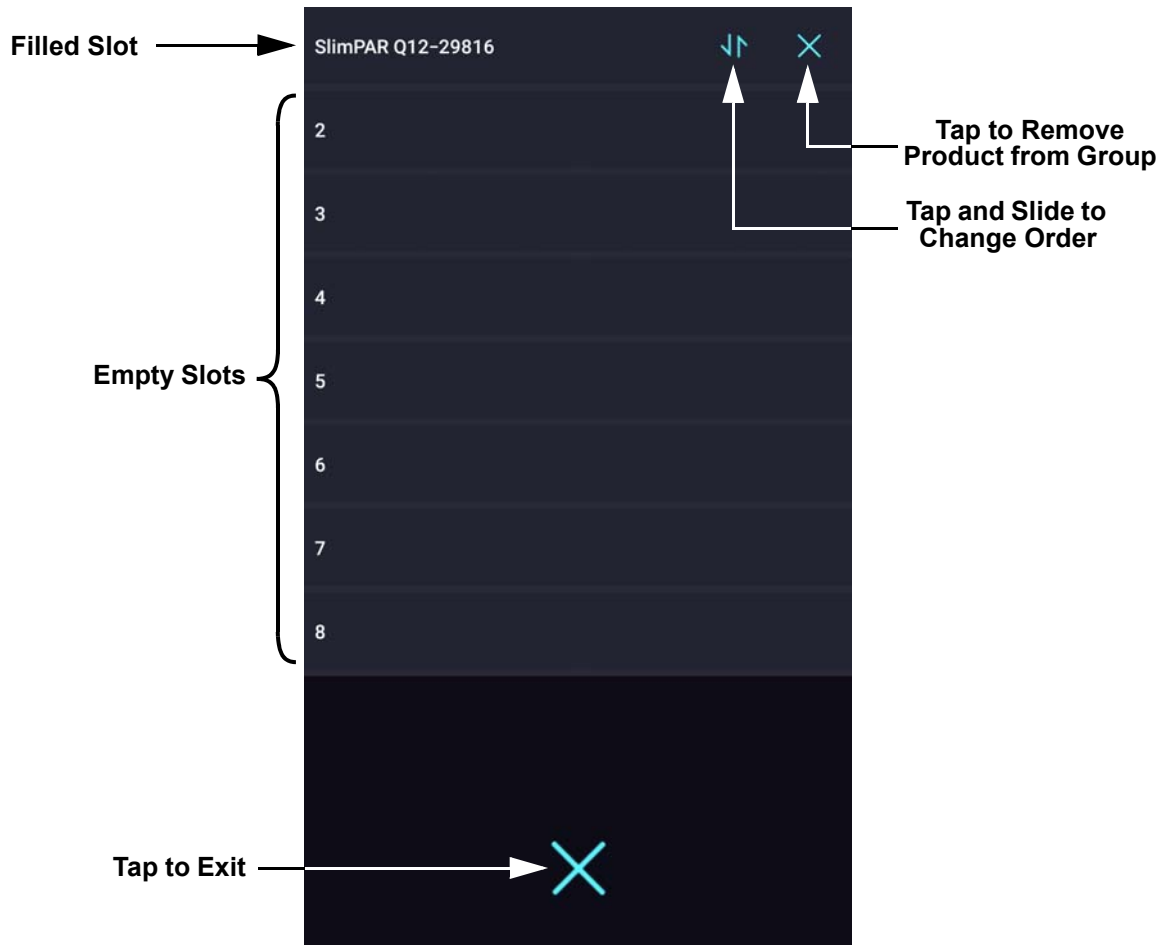 Filled Slot
SlimPAR Q12-29816
2
Tap to Remove
Product from Group
3
Tap and Slide to
Change Order
4
Empty Slots
5
6
7
8
Tap to Exit